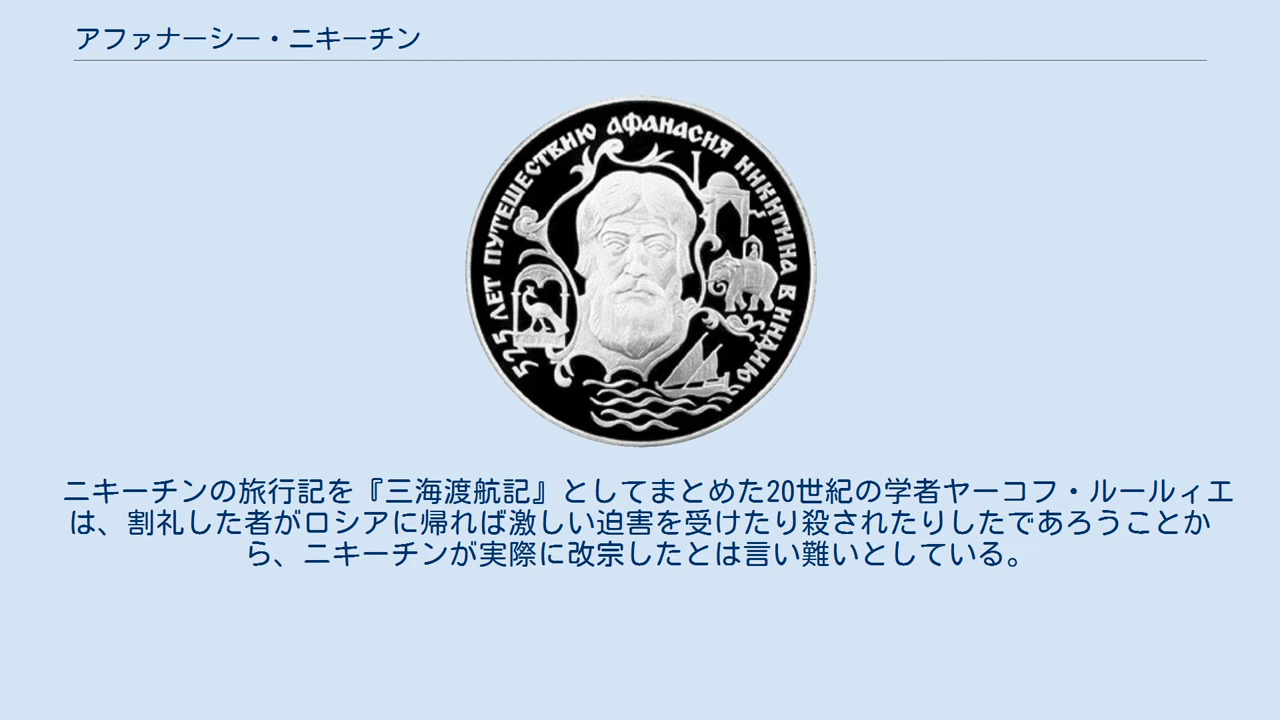 アファナーシー・ニキーチン
525 ЛЕТ ПУТЕШЕСТВИЮ АФАНАСИЯ НИКИТИНА В ИНДИЮ
ニキーチンの旅行記を『三海渡航記』としてまとめた20世紀の学者ヤーコフ・ルールィエ
は、割礼した者がロシアに帰れば激しい迫害を受けたり殺されたりしたであろうことか
ら、ニキーチンが実際に改宗したとは言い難いとしている。